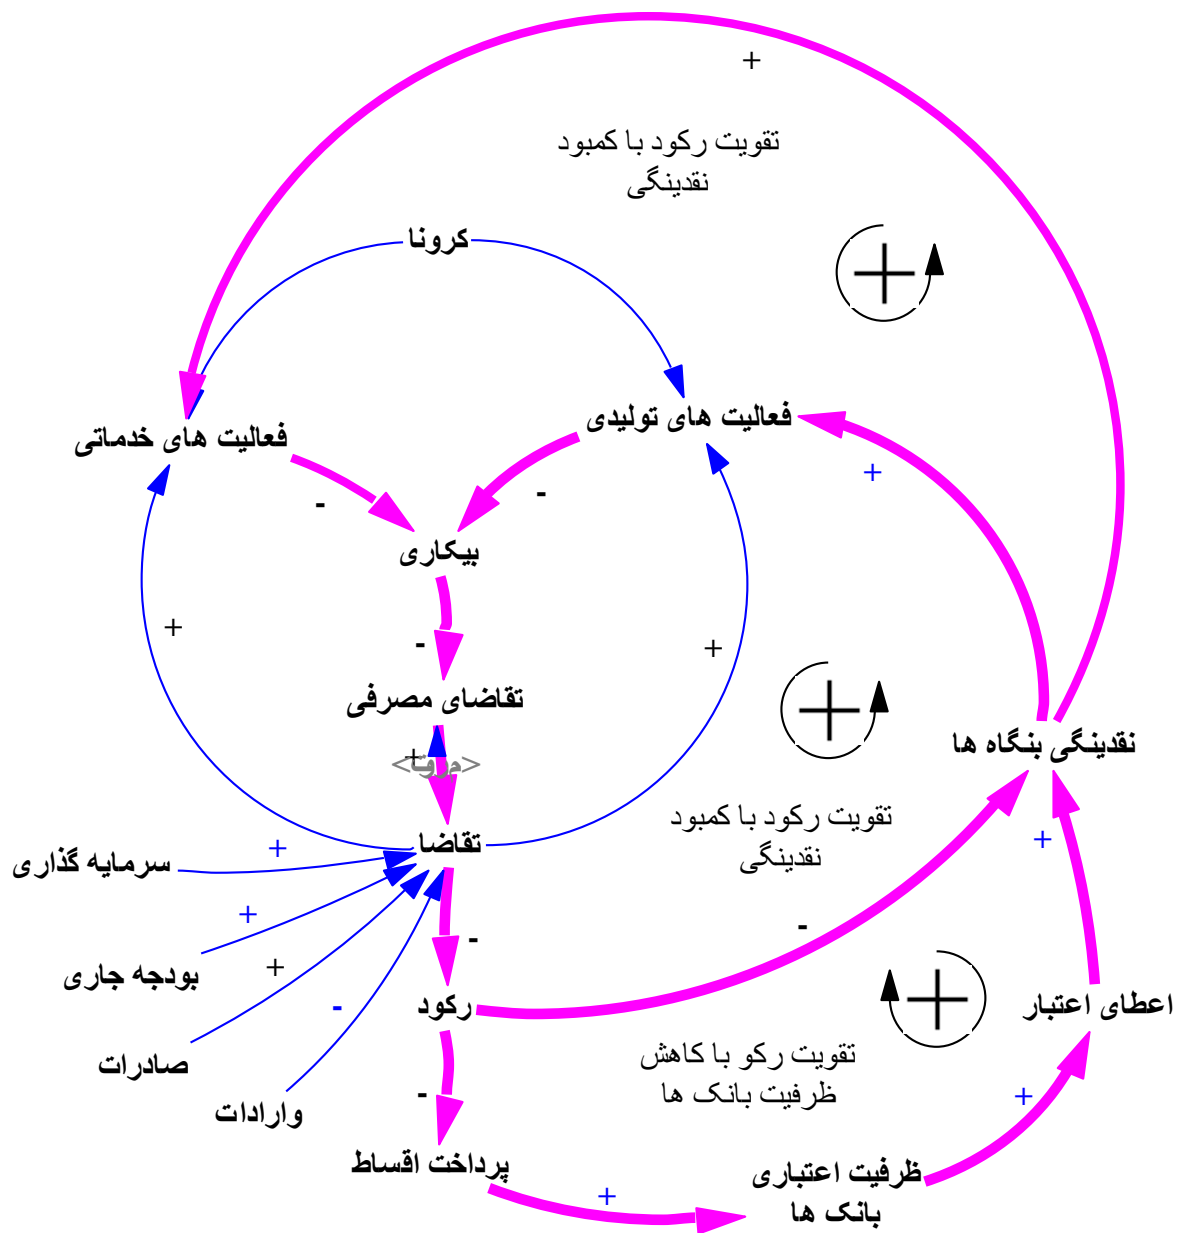 +
تقویت رکود با کمبود
نقدینگی
کرونا
+
فعالیت های تولیدی
فعالیت های خدماتی
+
-
-
بیکاری
+
-
+
تقاضای مصرفی
+
+
نقدینگی بنگاه ها
تقویت رکود با کمبود
نقدینگی
تقاضا
+
+
سرمایه گذاری
+
-
-
+
بودجه جاری
-
+
رکود
اعطای اعتبار
تقویت رکو با کاهش
ظرفیت بانک ها
صادرات
-
+
وارادات
پرداخت اقساط
+
ظرفیت اعتباری
بانک ها